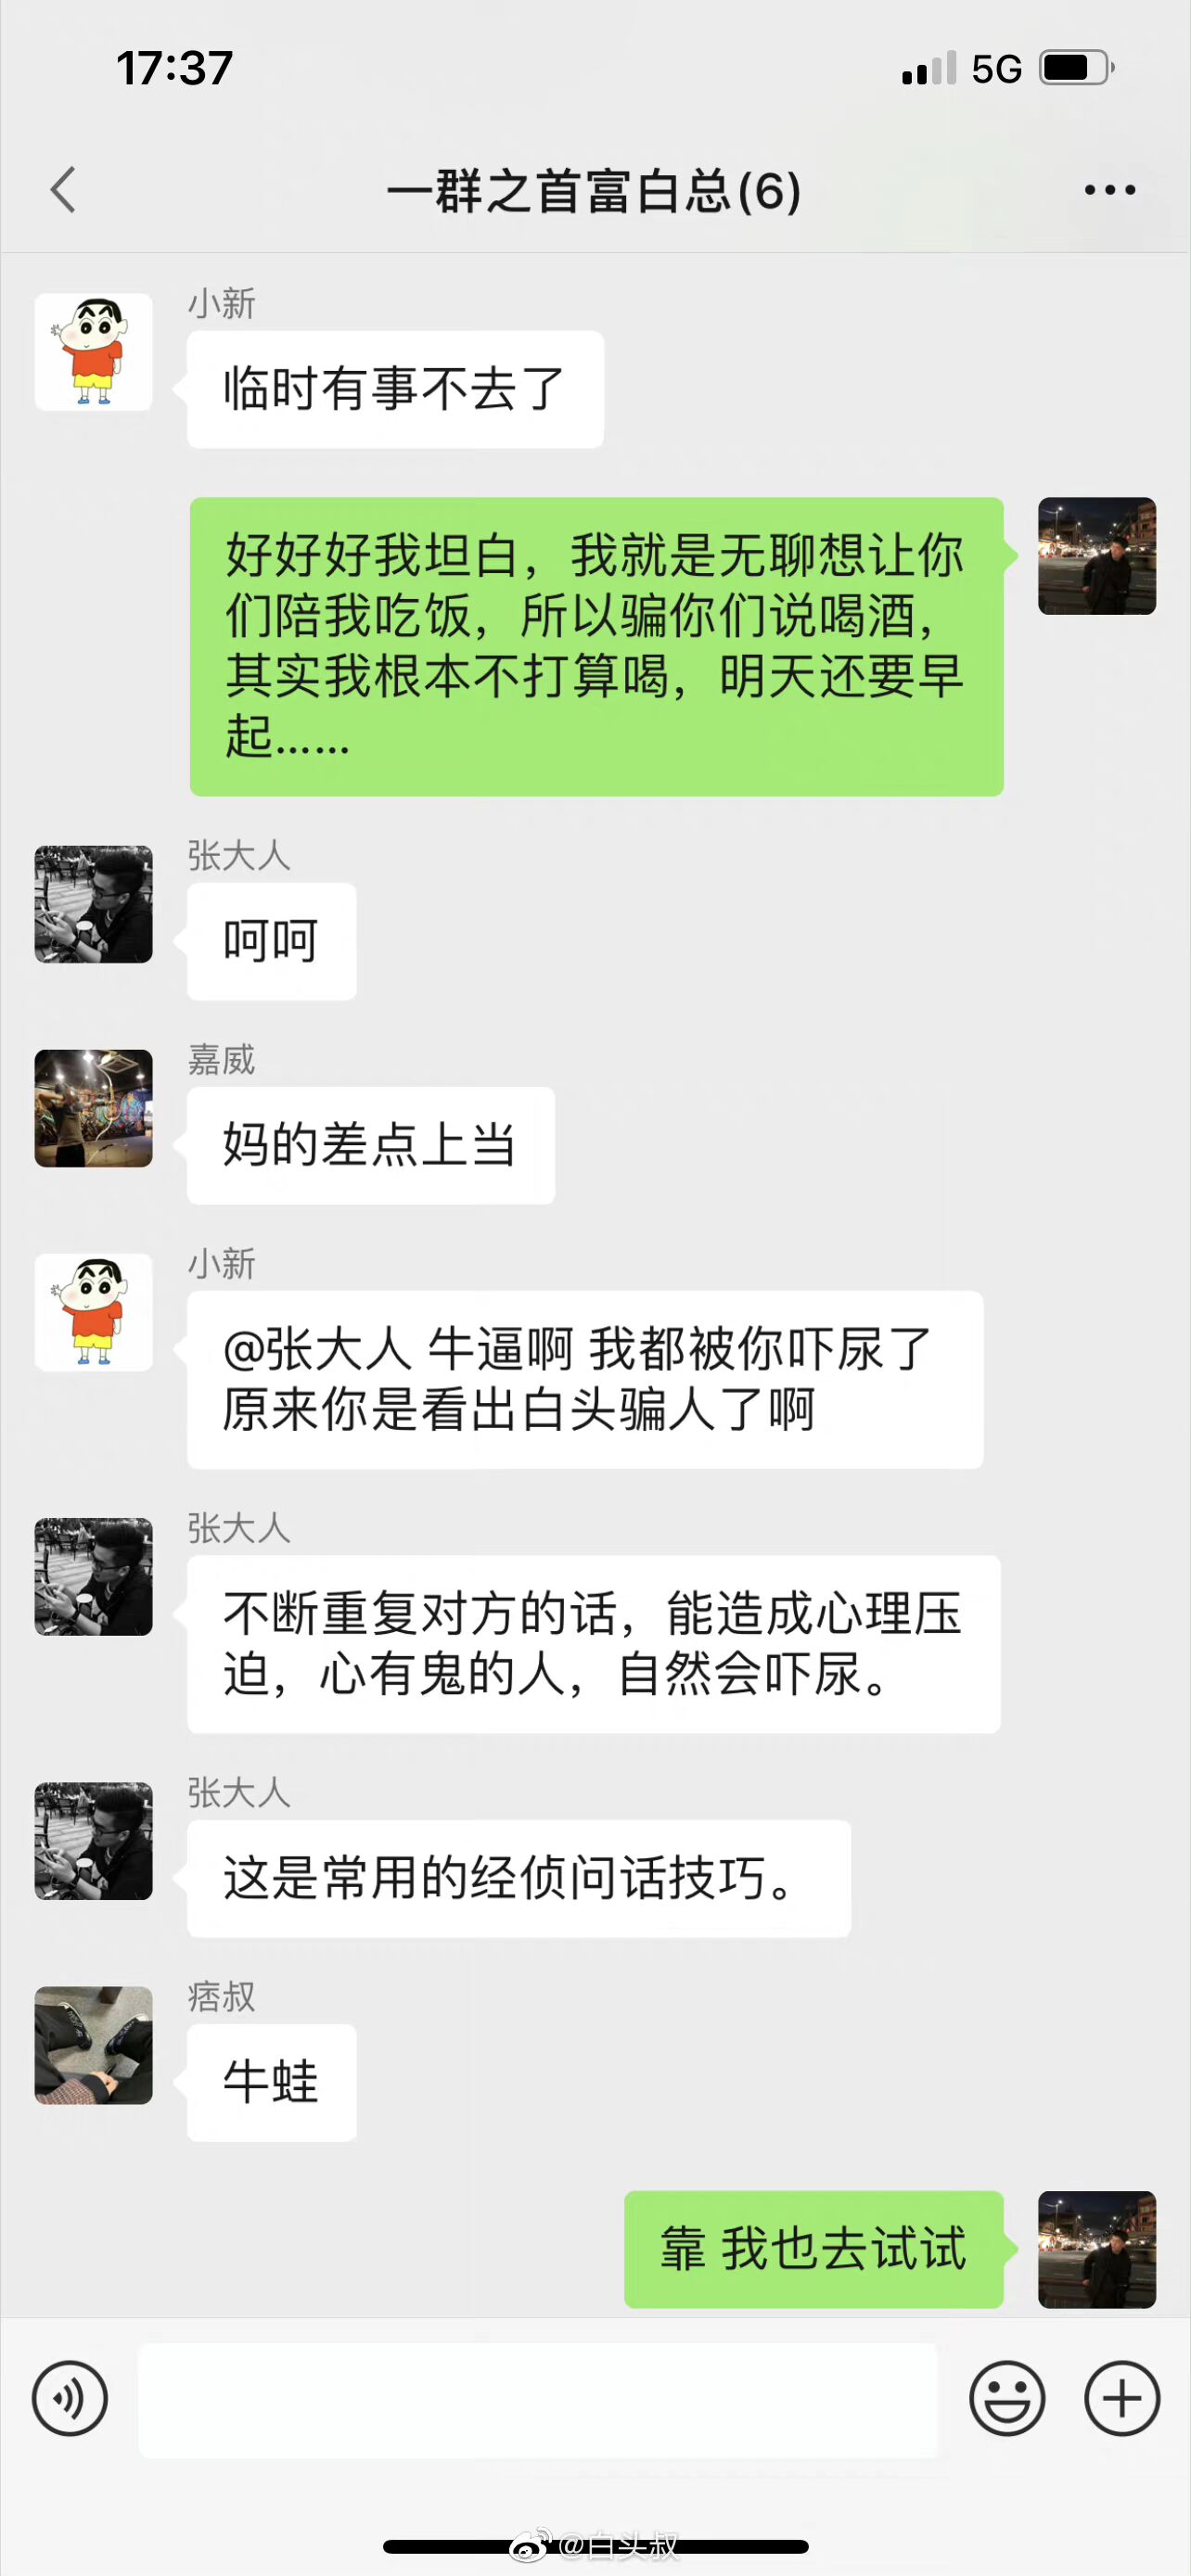 17:37
5G
一群之首富白总(6)
小新
临时有事不去了
好好好我坦白，我就是无聊想让你
们陪我吃饭，所以骗你们说喝酒，
其实我根本不打算喝，明天还要早
起……
张大人
呵呵
嘉威
妈的差点上当
小新
@张大人 牛逼啊 我都被你吓尿了
原来你是看出白头骗人了啊
张大人
不断重复对方的话，能造成心理压
迫，心有鬼的人，自然会吓尿。
张大人
这是常用的经侦问话技巧。
痞叔
牛蛙
靠 我也去试试
@白头叔